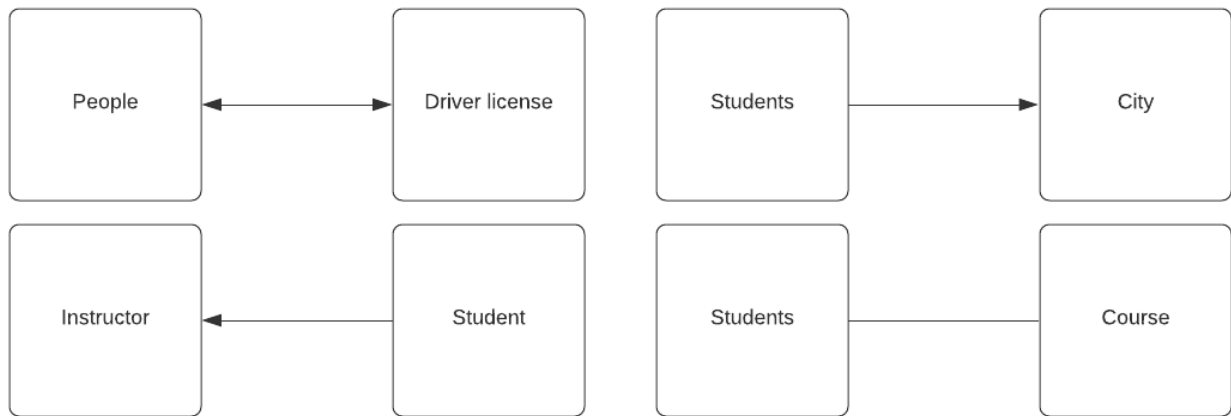 People
Driver license
Students
City
Instructor
Student
Students
Course